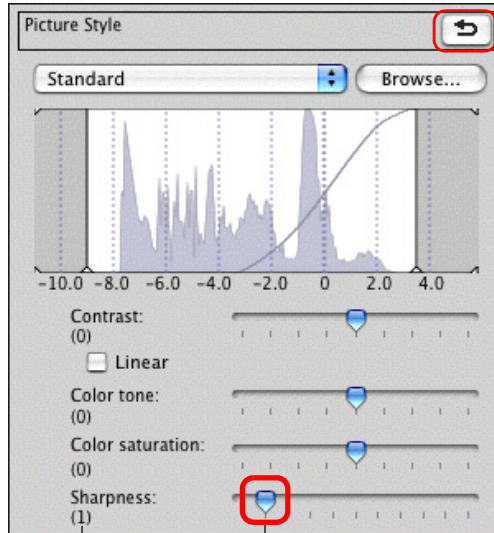 Picture Style
Standard
Browse...
-10.0 -8.0 -6.0 -4.0 -2.0 0 2.0 4.0
Contrast:
(0)
Linear
Color tone:
(0)
Color saturation:
(0)
Sharpness:
(1)